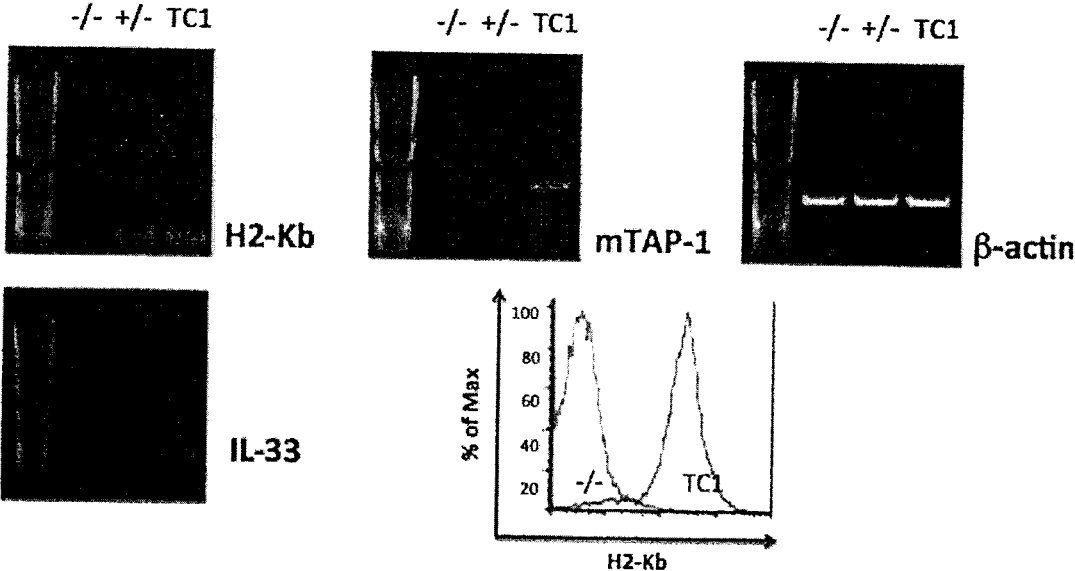 -/- +/- TC1
-/- +/- TC1
-/- +/- TC1
H2-Kb
mTAP-1
β-actin
IL-33
% of Max
100
80
60
40
20
-/-
TC1
H2-Kb